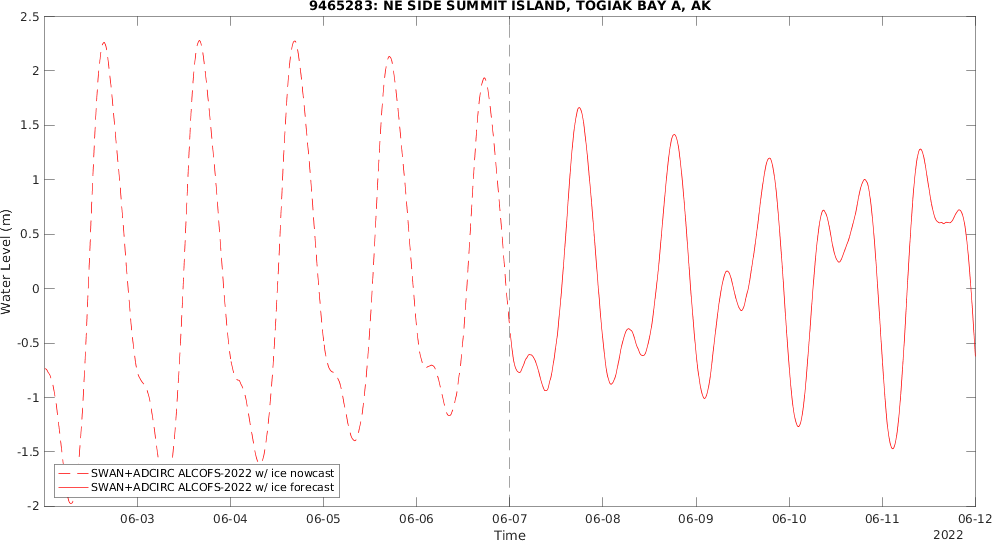 9465283: NE SIDE SUMMIT ISLAND, TOGIAK BAY A, AK
Water Level (m)
2.5
2
1.5
1
0.5
0
-0.5
-1
-1.5
-2
SWAN+ADCIRC ALCOFS-2022 w/ ice nowcast
SWAN+ADCIRC ALCOFS-2022 w/ ice forecast
06-03 06-04 06-05 06-06 06-07 06-08 06-09 06-10 06-11 06-12
Time
2022